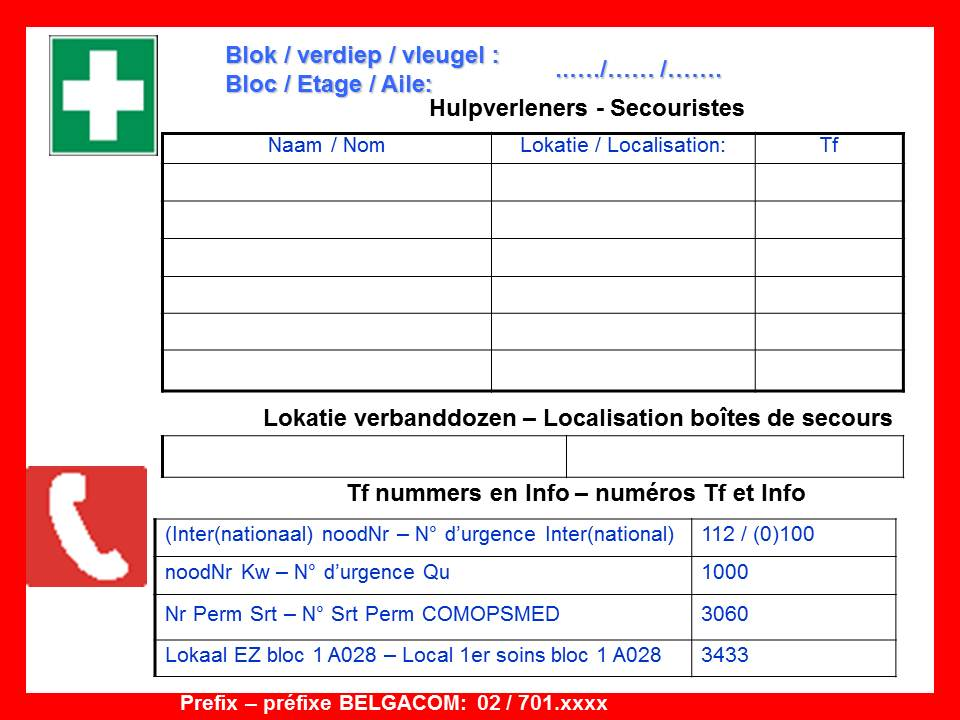 Blok / verdiep / vleugel :
Bloc / Etage / Aile:
……/…… /…….
Hulpverleners - Secouristes
Naam / Nom Lokatie / Localisation: Tf
Lokatie verbanddozen – Localisation boîtes de secours
Tf nummers en Info – numéros Tf et Info
(Inter(nationaal) noodNr – N° d’urgence Inter(national) 112 / (0)100
noodNr Kw – N° d’urgence Qu 1000
Nr Perm Srt – N° Srt Perm COMOPSMED 3060
Lokaal EZ bloc 1 A028 – Local 1er soins bloc 1 A028 3433
Prefix – préfixe BELGACOM: 02 / 701.xxxx